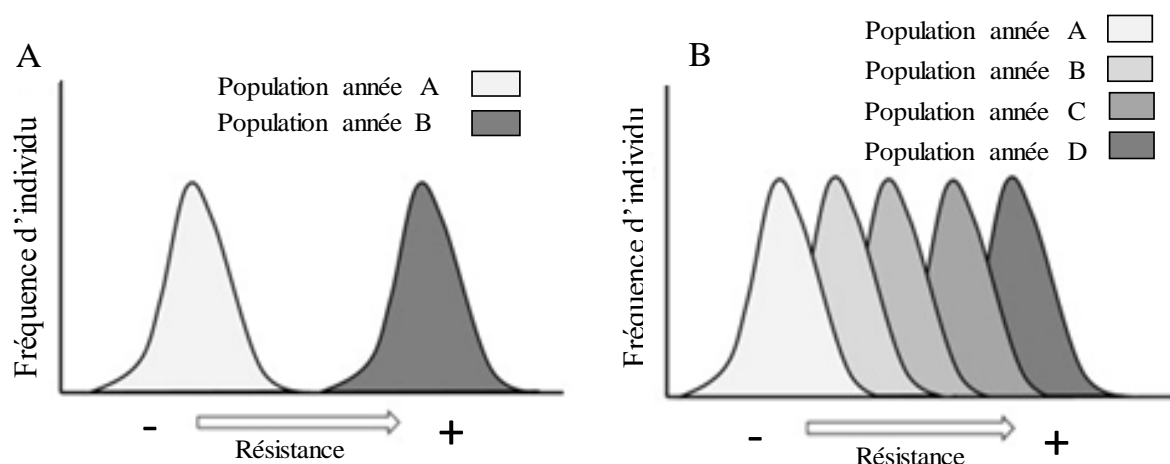 A
Population année A
Population année B
Fréquence d'individu
- +
Résistance
B
Population année A
Population année B
Population année C
Population année D
Fréquence d'individu
- +
Résistance